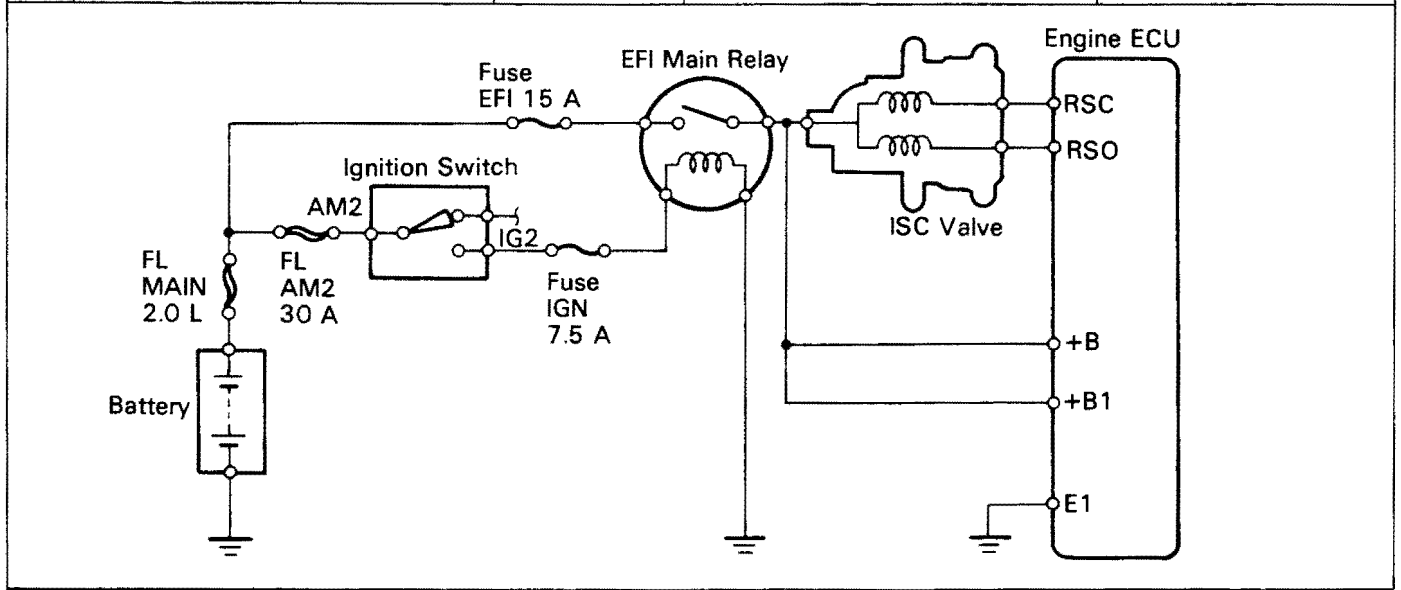 Engine ECU
EFI Main Relay
Fuse
EFI 15 A
RSC
RSO
Ignition Switch
AM2
IG2
ISC Valve
FL
MAIN
2.0 L
FL
AM2
30 A
Fuse
IGN
7.5 A
+B
+B1
Battery
E1